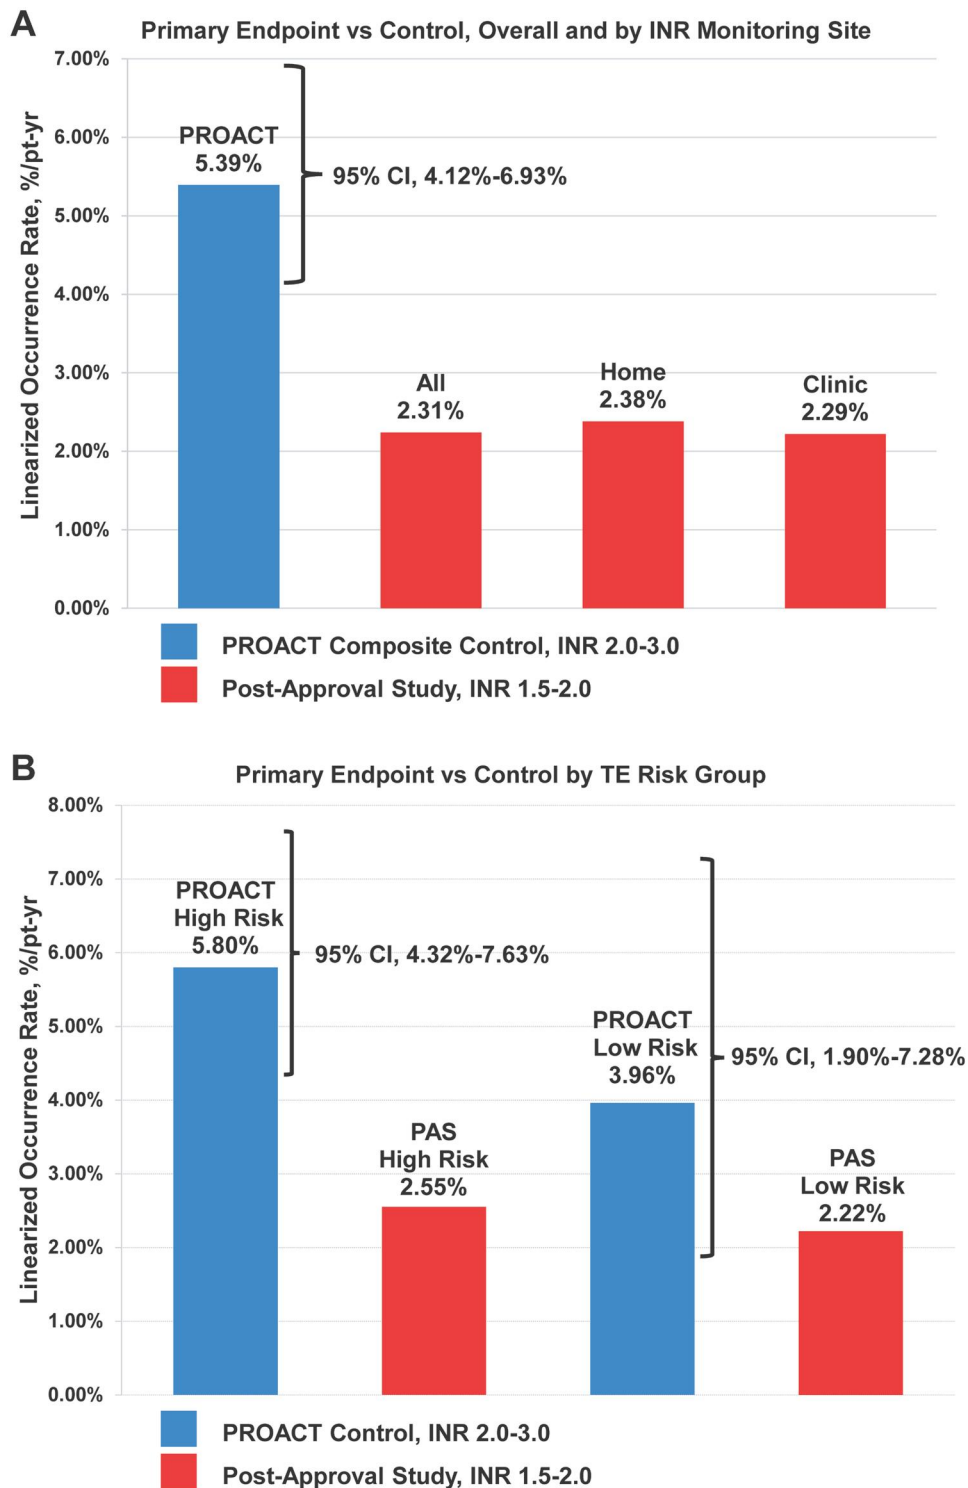 A
Primary Endpoint vs Control, Overall and by INR Monitoring Site
Linearized Occurrence Rate, %/pt-yr
7.00%
6.00%
5.00%
4.00%
3.00%
2.00%
1.00%
0.00%
PROACT
5.39%
95% CI, 4.12%-6.93%
All
2.31%
Home
2.38%
Clinic
2.29%
PROACT Composite Control, INR 2.0-3.0
Post-Approval Study, INR 1.5-2.0
B
Primary Endpoint vs Control by TE Risk Group
Linearized Occurrence Rate, %/pt-yr
8.00%
7.00%
6.00%
5.00%
4.00%
3.00%
2.00%
1.00%
0.00%
PROACT
High Risk
5.80%
95% CI, 4.32%-7.63%
PAS
High Risk
2.55%
PROACT
Low Risk
3.96%
95% CI, 1.90%-7.28%
PAS
Low Risk
2.22%
PROACT Control, INR 2.0-3.0
Post-Approval Study, INR 1.5-2.0